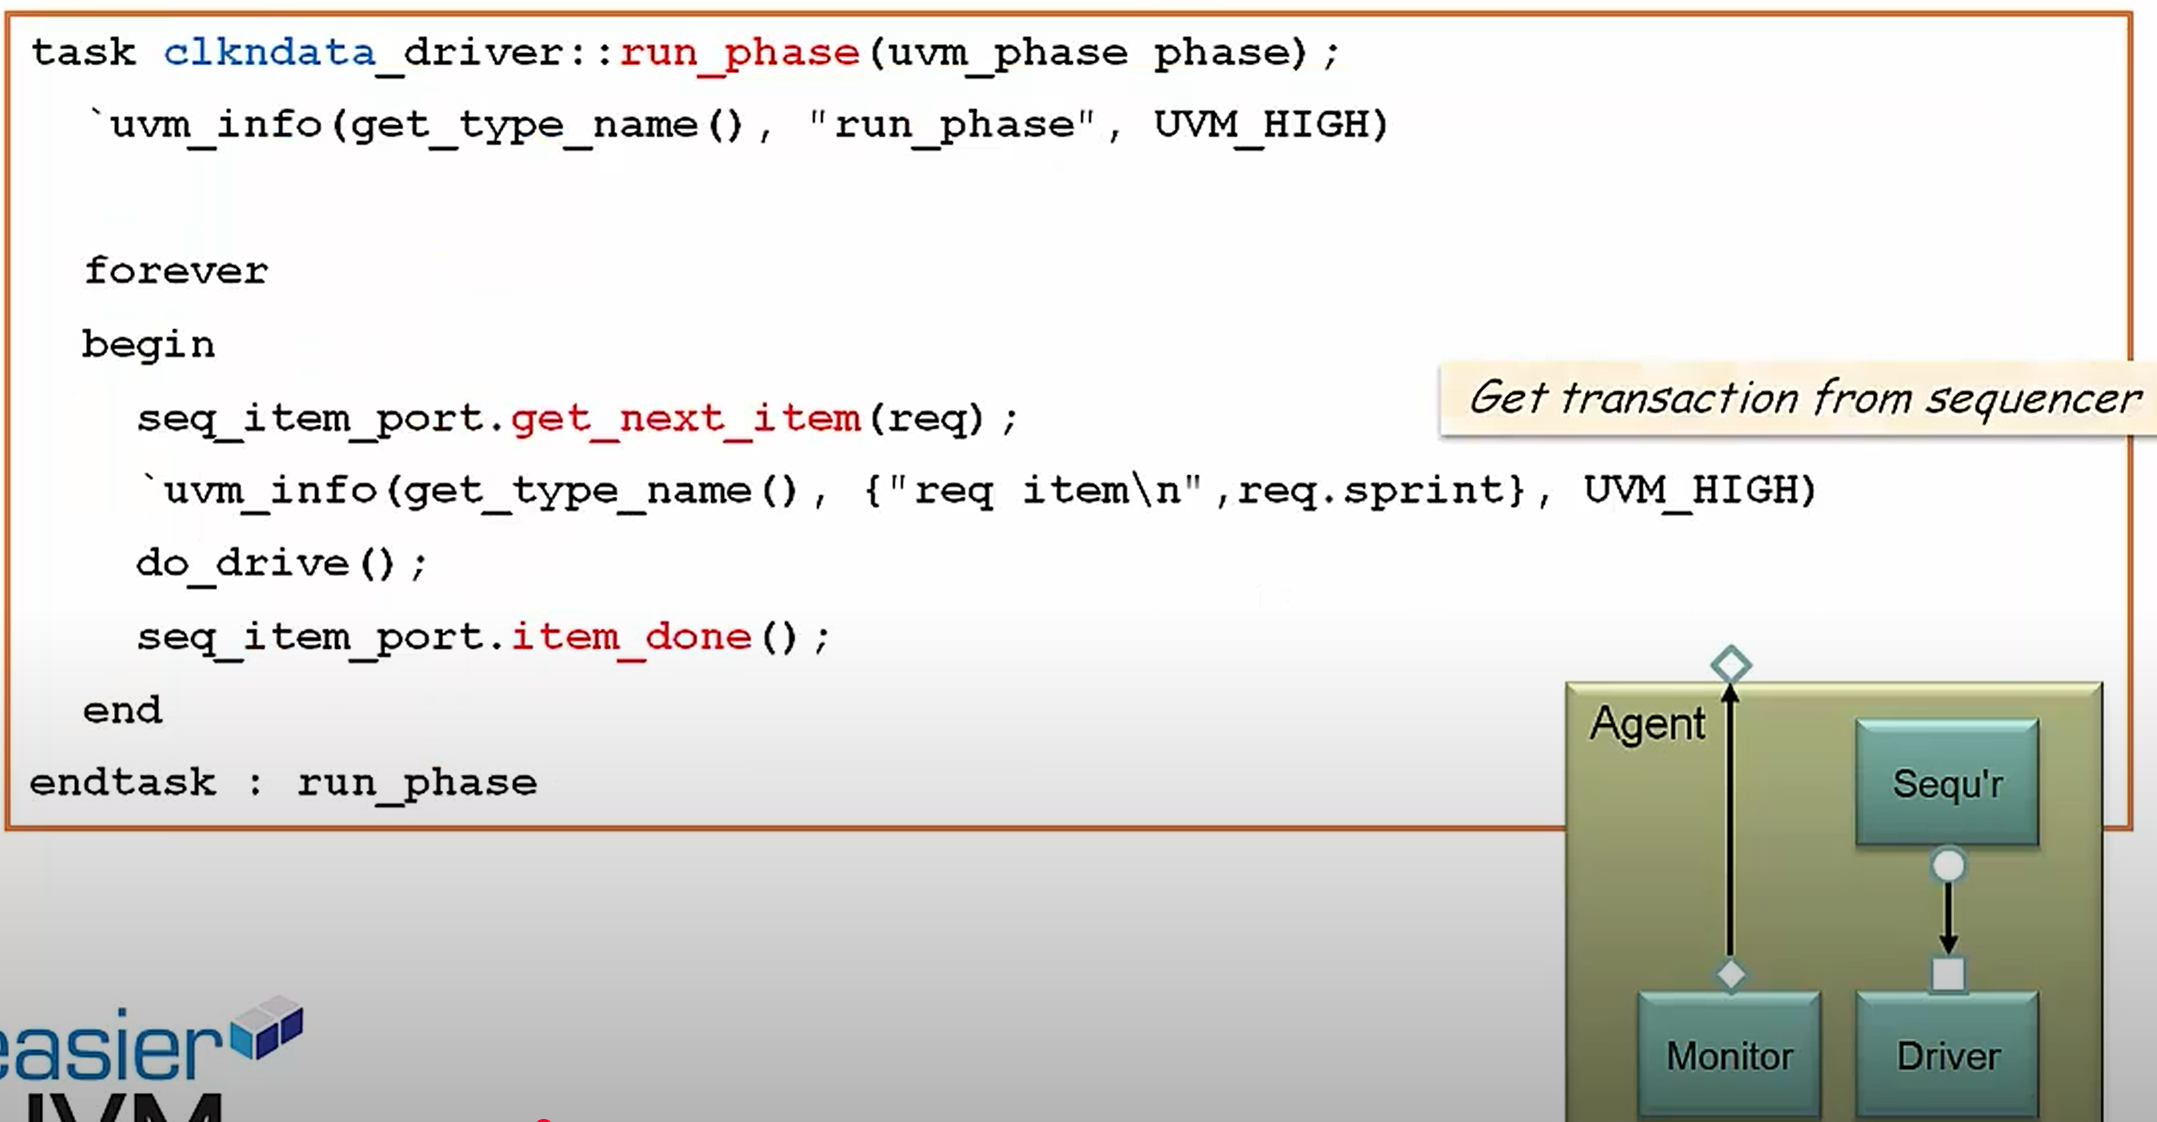 task clkndata_driver::run_phase(uvm_phase phase);
`uvm_info(get_type_name(), "run_phase", UVM_HIGH)
forever
begin
seq_item_port.get_next_item(req);
Get transaction from sequencer
`uvm_info(get_type_name(), {"req item\n",req.sprint}, UVM_HIGH)
do_drive();
seq_item_port.item_done();
end
endtask : run_phase
Agent
Sequ'r
Monitor
Driver
easier
UVM